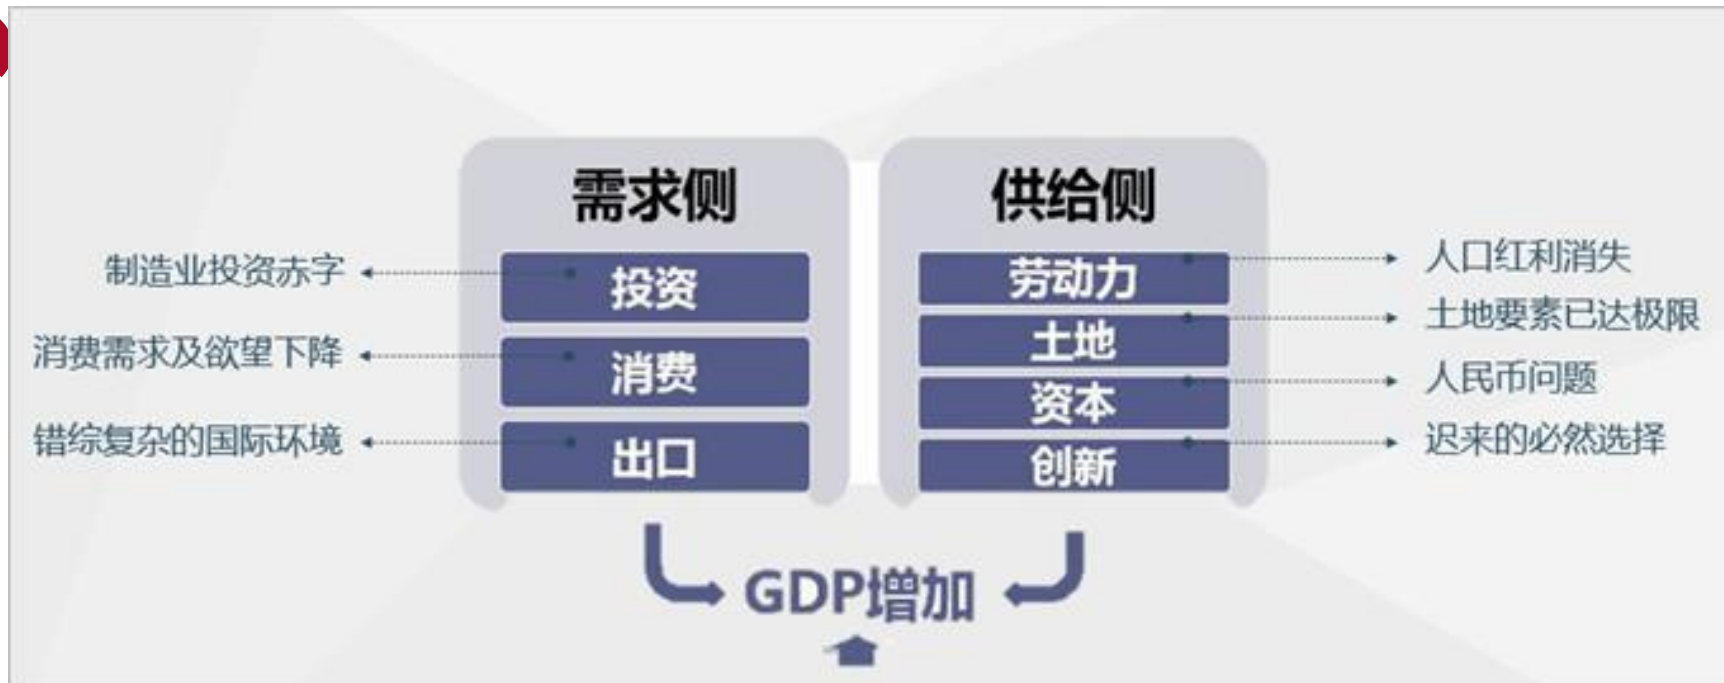 需求侧
供给侧
制造业投资赤字
投资
劳动力
人口红利消失
消费需求及欲望下降
消费
土地
土地要素已达极限
错综复杂的国际环境
出口
资本
人民币问题
创新
迟来的必然选择
GDP增加